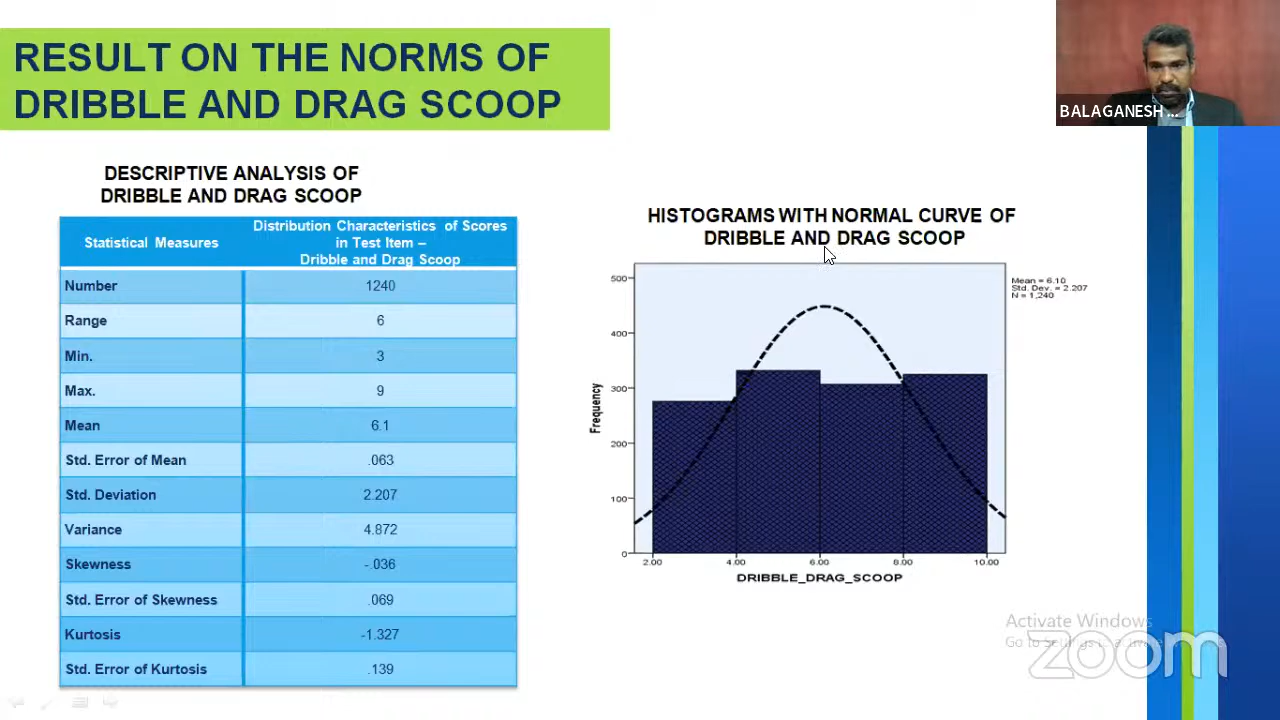 RESULT ON THE NORMS OF
DRIBBLE AND DRAG SCOOP
BALAGANESH ...
DESCRIPTIVE ANALYSIS OF
DRIBBLE AND DRAG SCOOP
Statistical Measures
Distribution Characteristics of Scores
in Test Item –
Dribble and Drag Scoop
Number 1240
Range 6
Min. 3
Max. 9
Mean 6.1
Std. Error of Mean .063
Std. Deviation 2.207
Variance 4.872
Skewness -.036
Std. Error of Skewness .069
Kurtosis -1.327
Std. Error of Kurtosis .139
HISTOGRAMS WITH NORMAL CURVE OF
DRIBBLE AND DRAG SCOOP
Mean = 6.10
Std. Dev. = 2.207
N = 1,240
500
400
300
200
100
0
Frequency
2.00 4.00 6.00 8.00 10.00
DRIBBLE_DRAG_SCOOP
Activate Windows
Go to Settings to activate
zoom